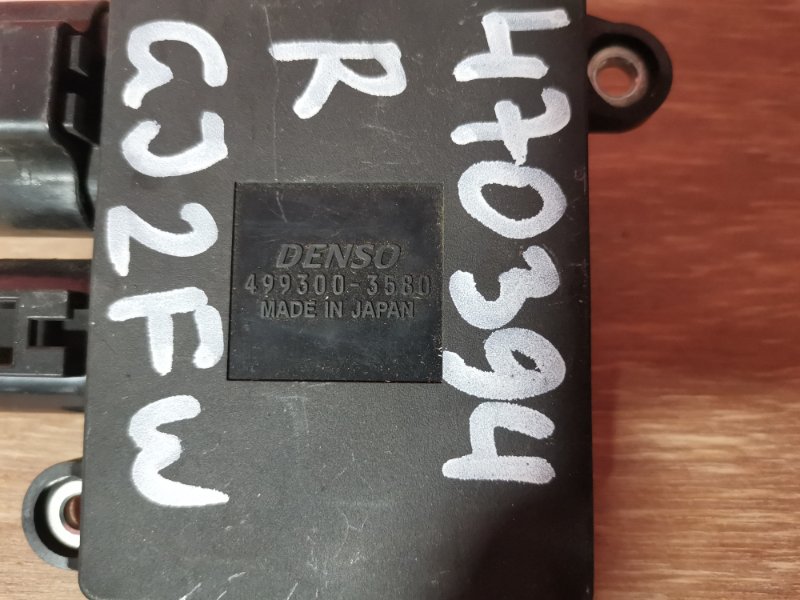 470394
R
GJ2FW
DENSO
499300-3580
MADE IN JAPAN